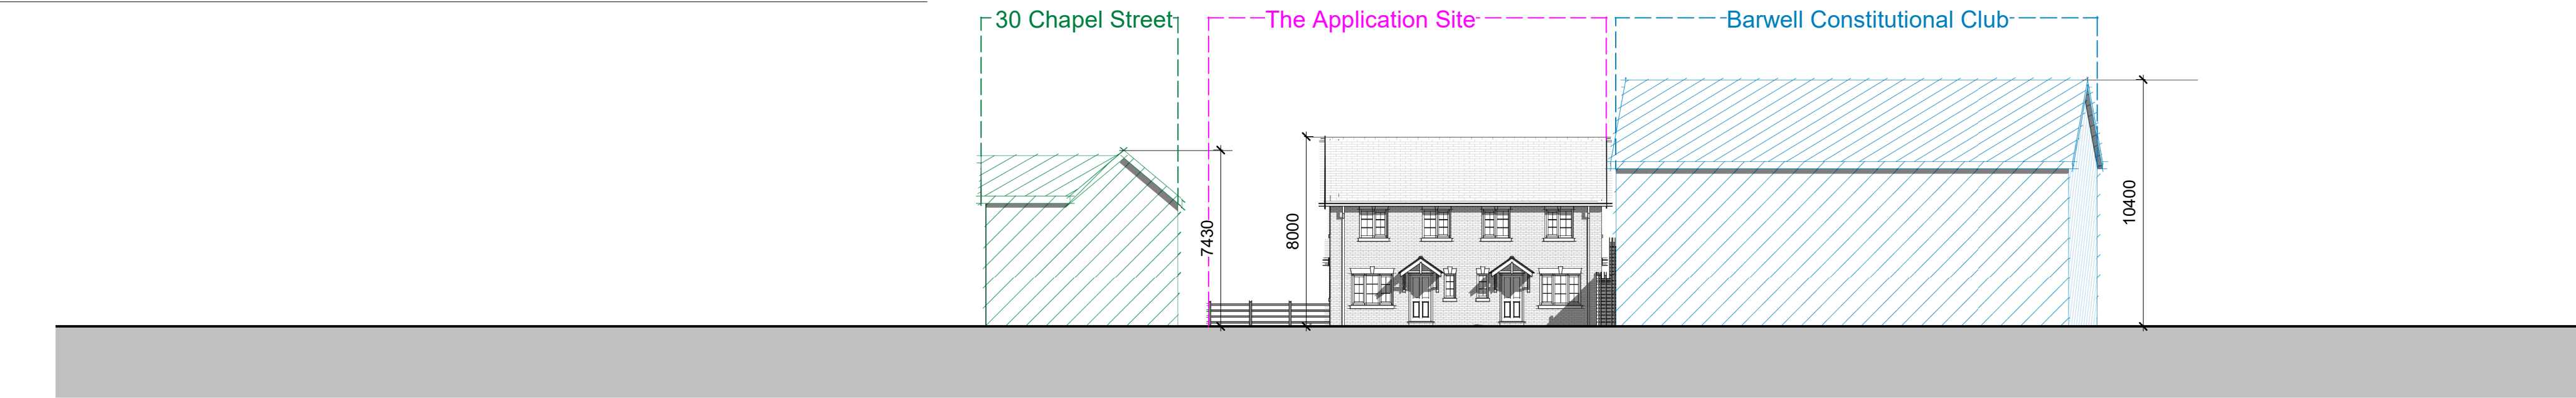 30 Chapel Street
The Application Site
Barwell Constitutional Club
7430
8000
10400